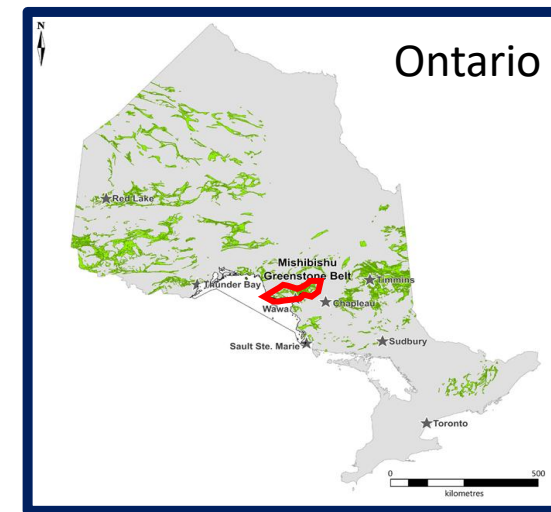 N
Ontario
Red Lake
Mishibishu
Greenstone Belt
Timmins
Thunder Bay
Chapleau
Wawa
Sudbury
Sault Ste. Marie
Toronto
0 500
kilometres